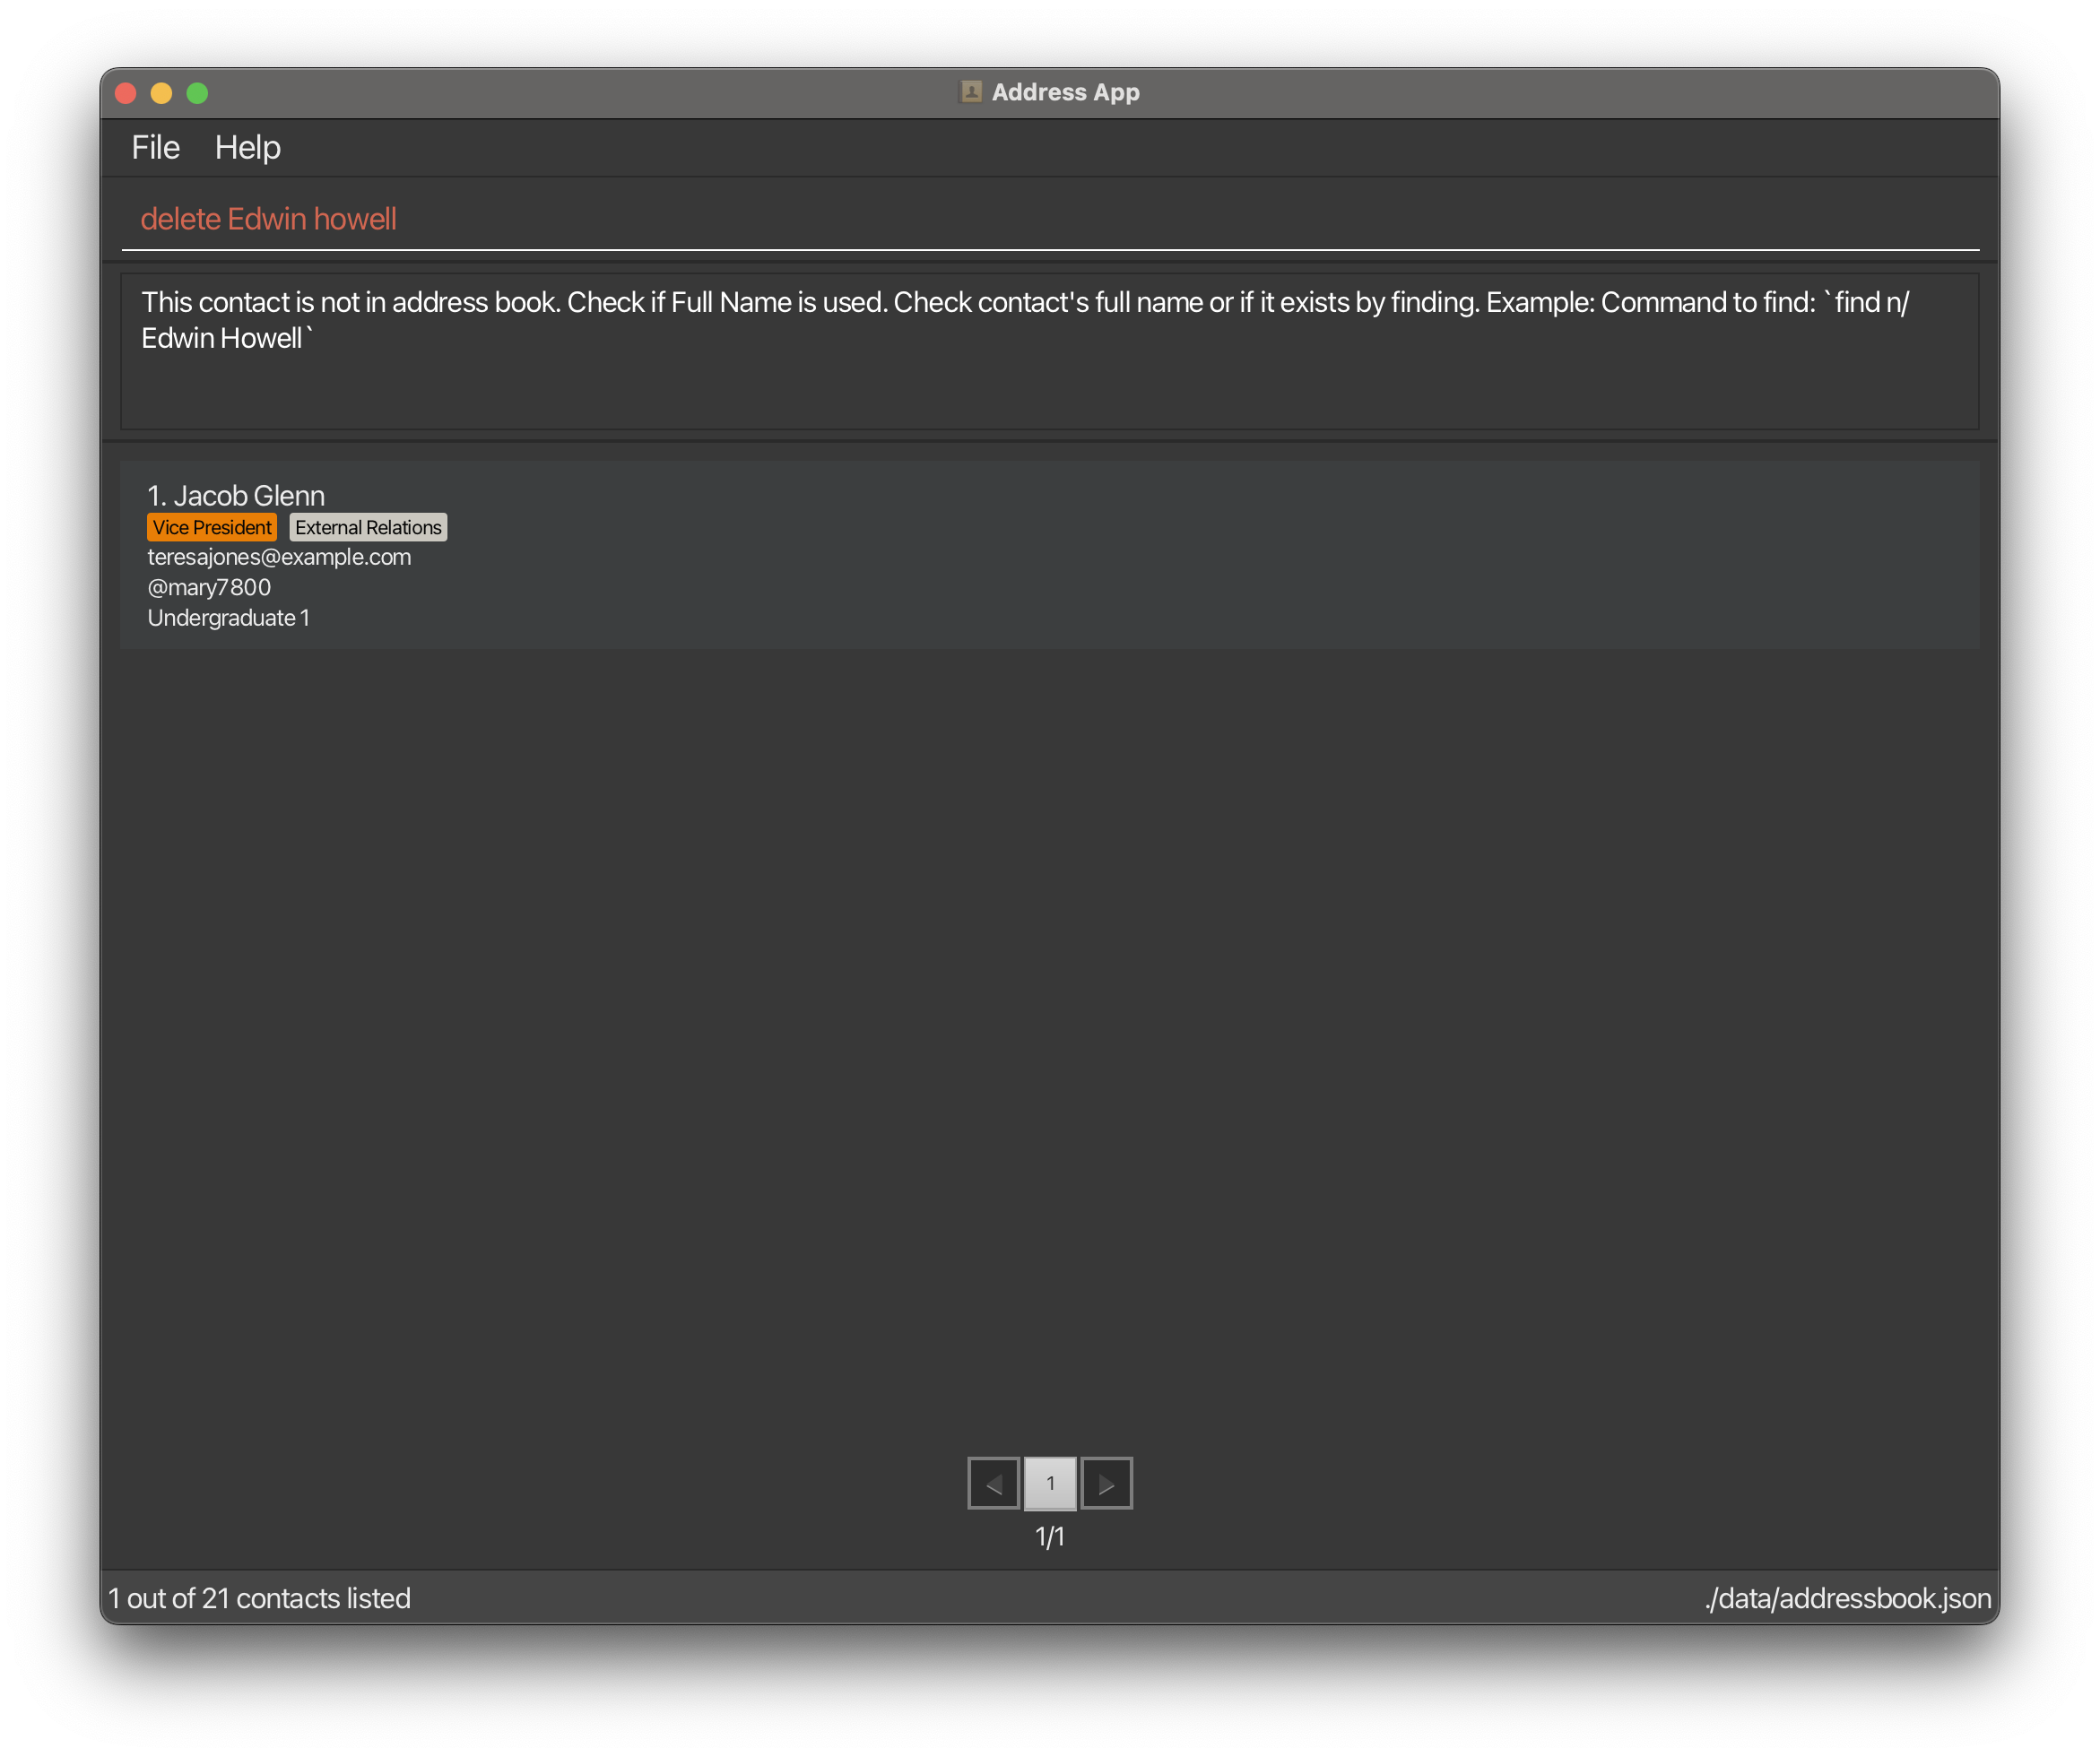 Address App
File Help
delete Edwin howell
This contact is not in address book. Check if Full Name is used. Check contact's full name or if it exists by finding. Example: Command to find: `find n/
Edwin Howell`
1. Jacob Glenn
Vice President External Relations
teresajones@example.com
@mary7800
Undergraduate 1
1
1/1
1 out of 21 contacts listed ./data/addressbook.json